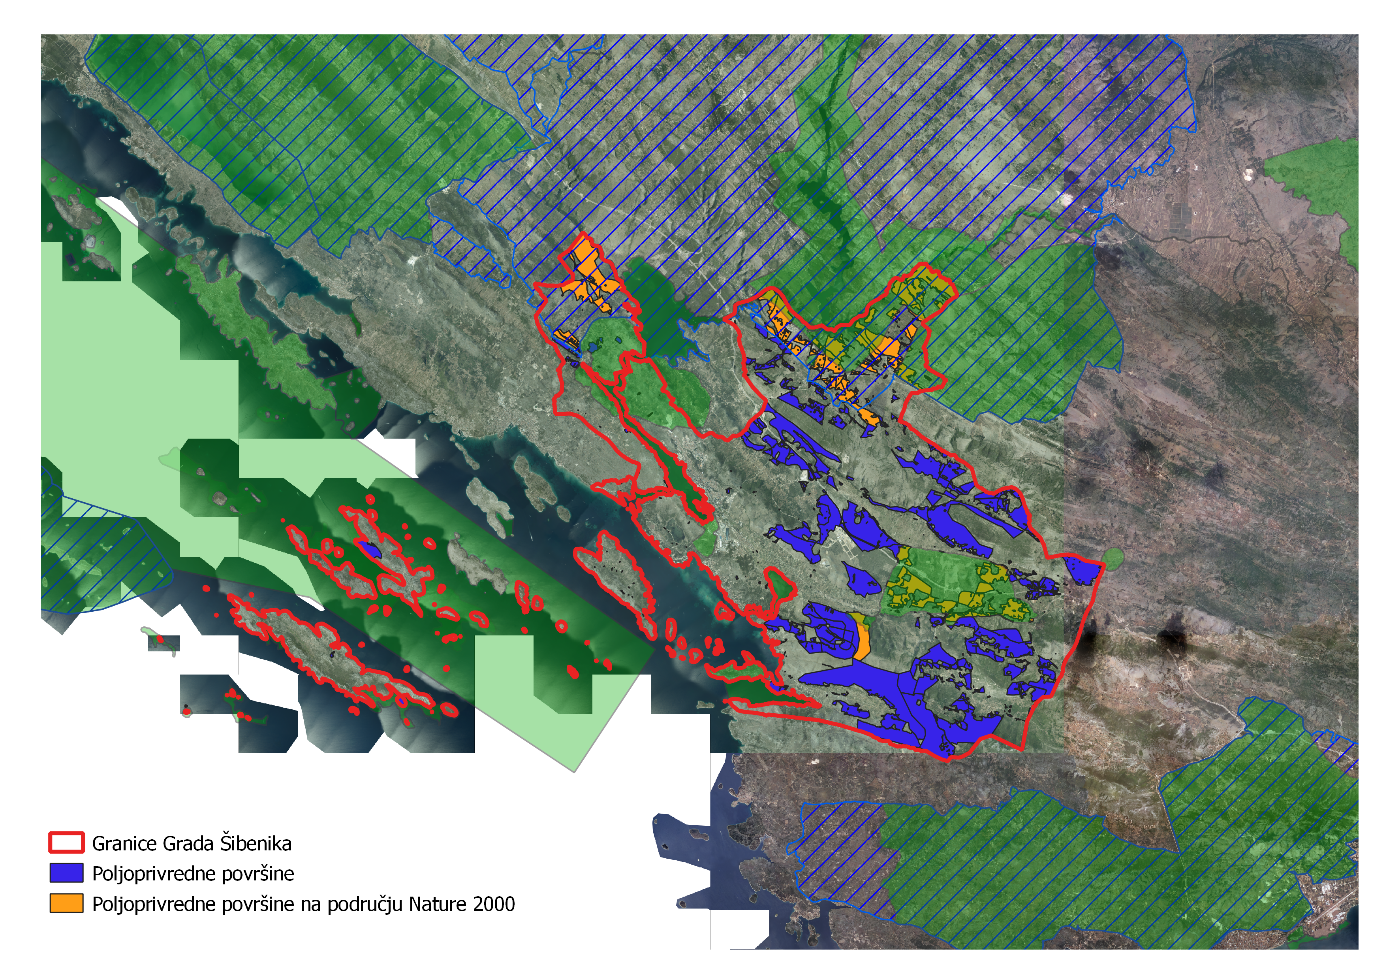 Granice Grada Šibenika
Poljoprivredne površine
Poljoprivredne površine na području Nature 2000